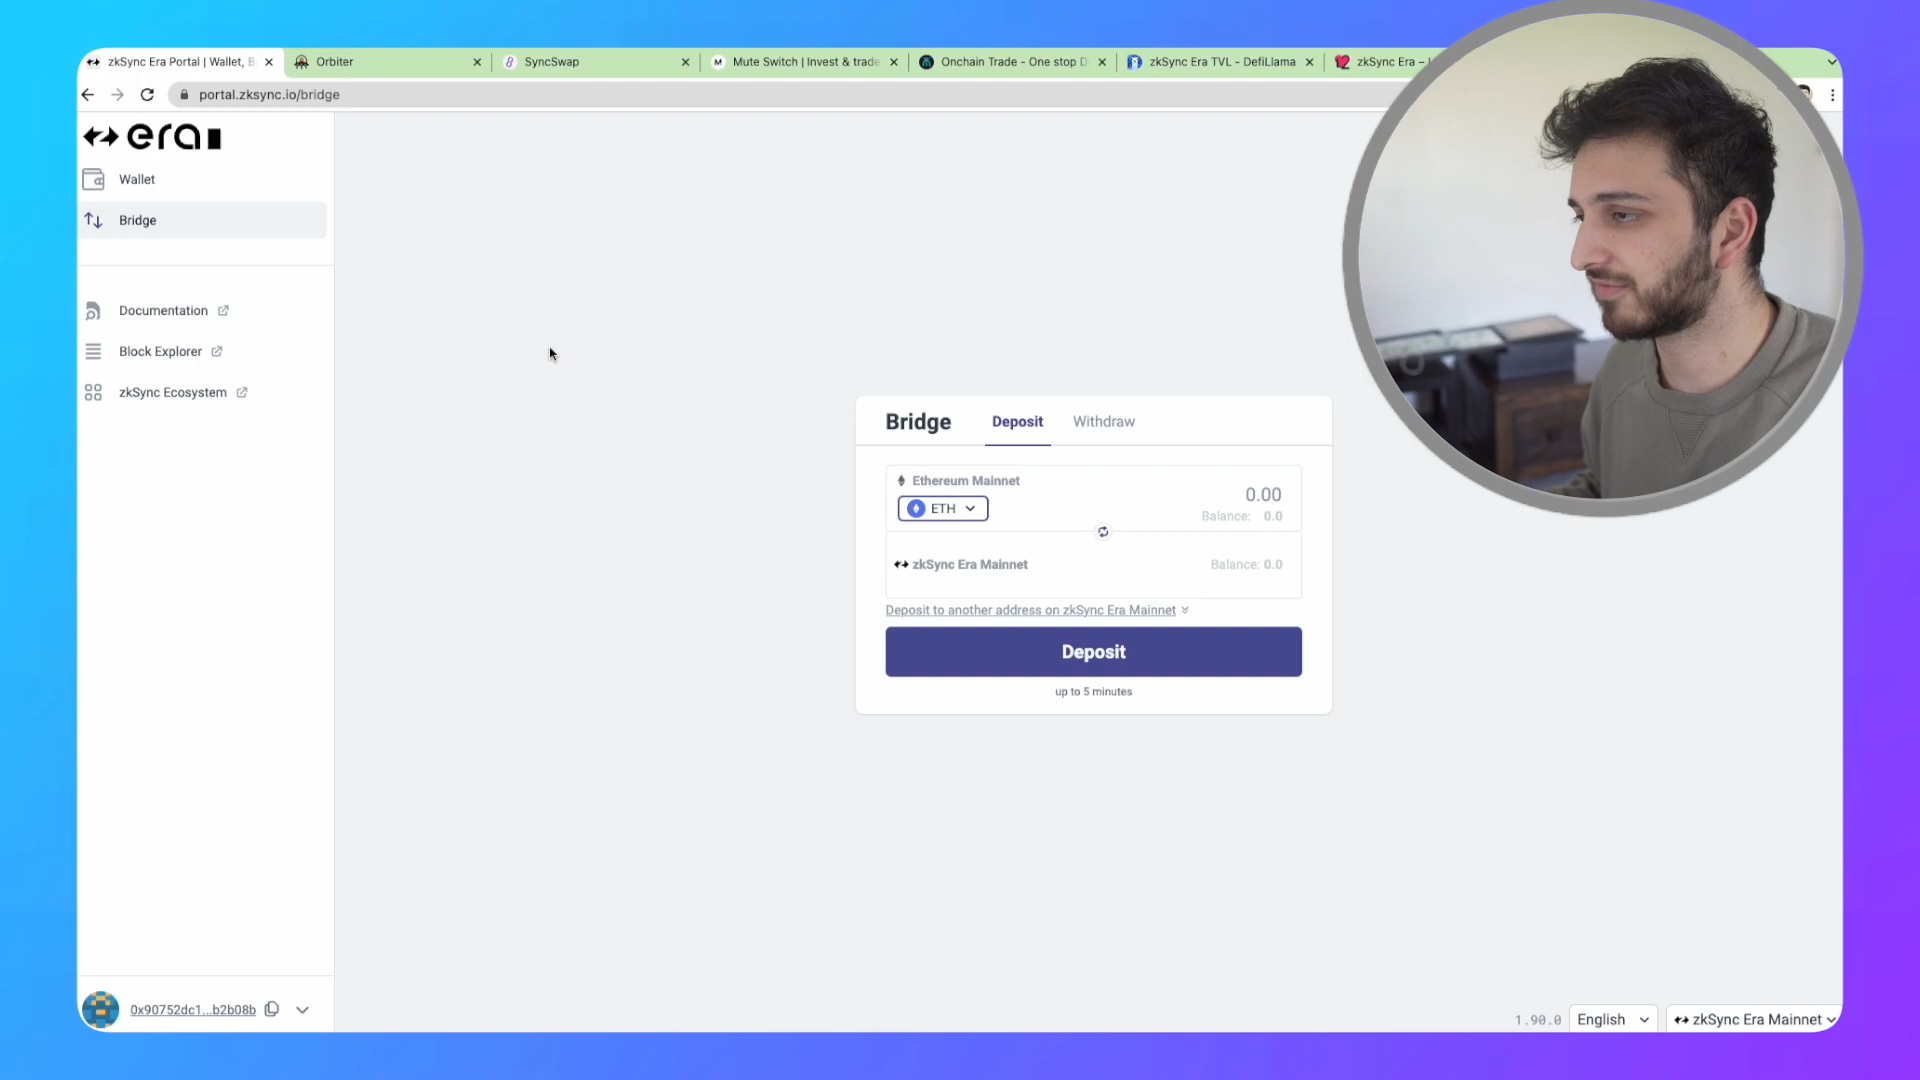 zkSync Era Portal | Wallet, B
Orbiter
SyncSwap
Mute Switch | Invest & trade
Onchain Trade - One stop D
zkSync Era TVL - DefiLlama
zkSync Era –
portal.zksync.io/bridge
era
Wallet
Bridge
Documentation
Block Explorer
zkSync Ecosystem
Bridge
Deposit
Withdraw
Ethereum Mainnet
ETH
0.00
Balance: 0.0
zkSync Era Mainnet
Balance: 0.0
Deposit to another address on zkSync Era Mainnet
Deposit
up to 5 minutes
0x90752dc1...b2b08b
1.90.0
English
zkSync Era Mainnet